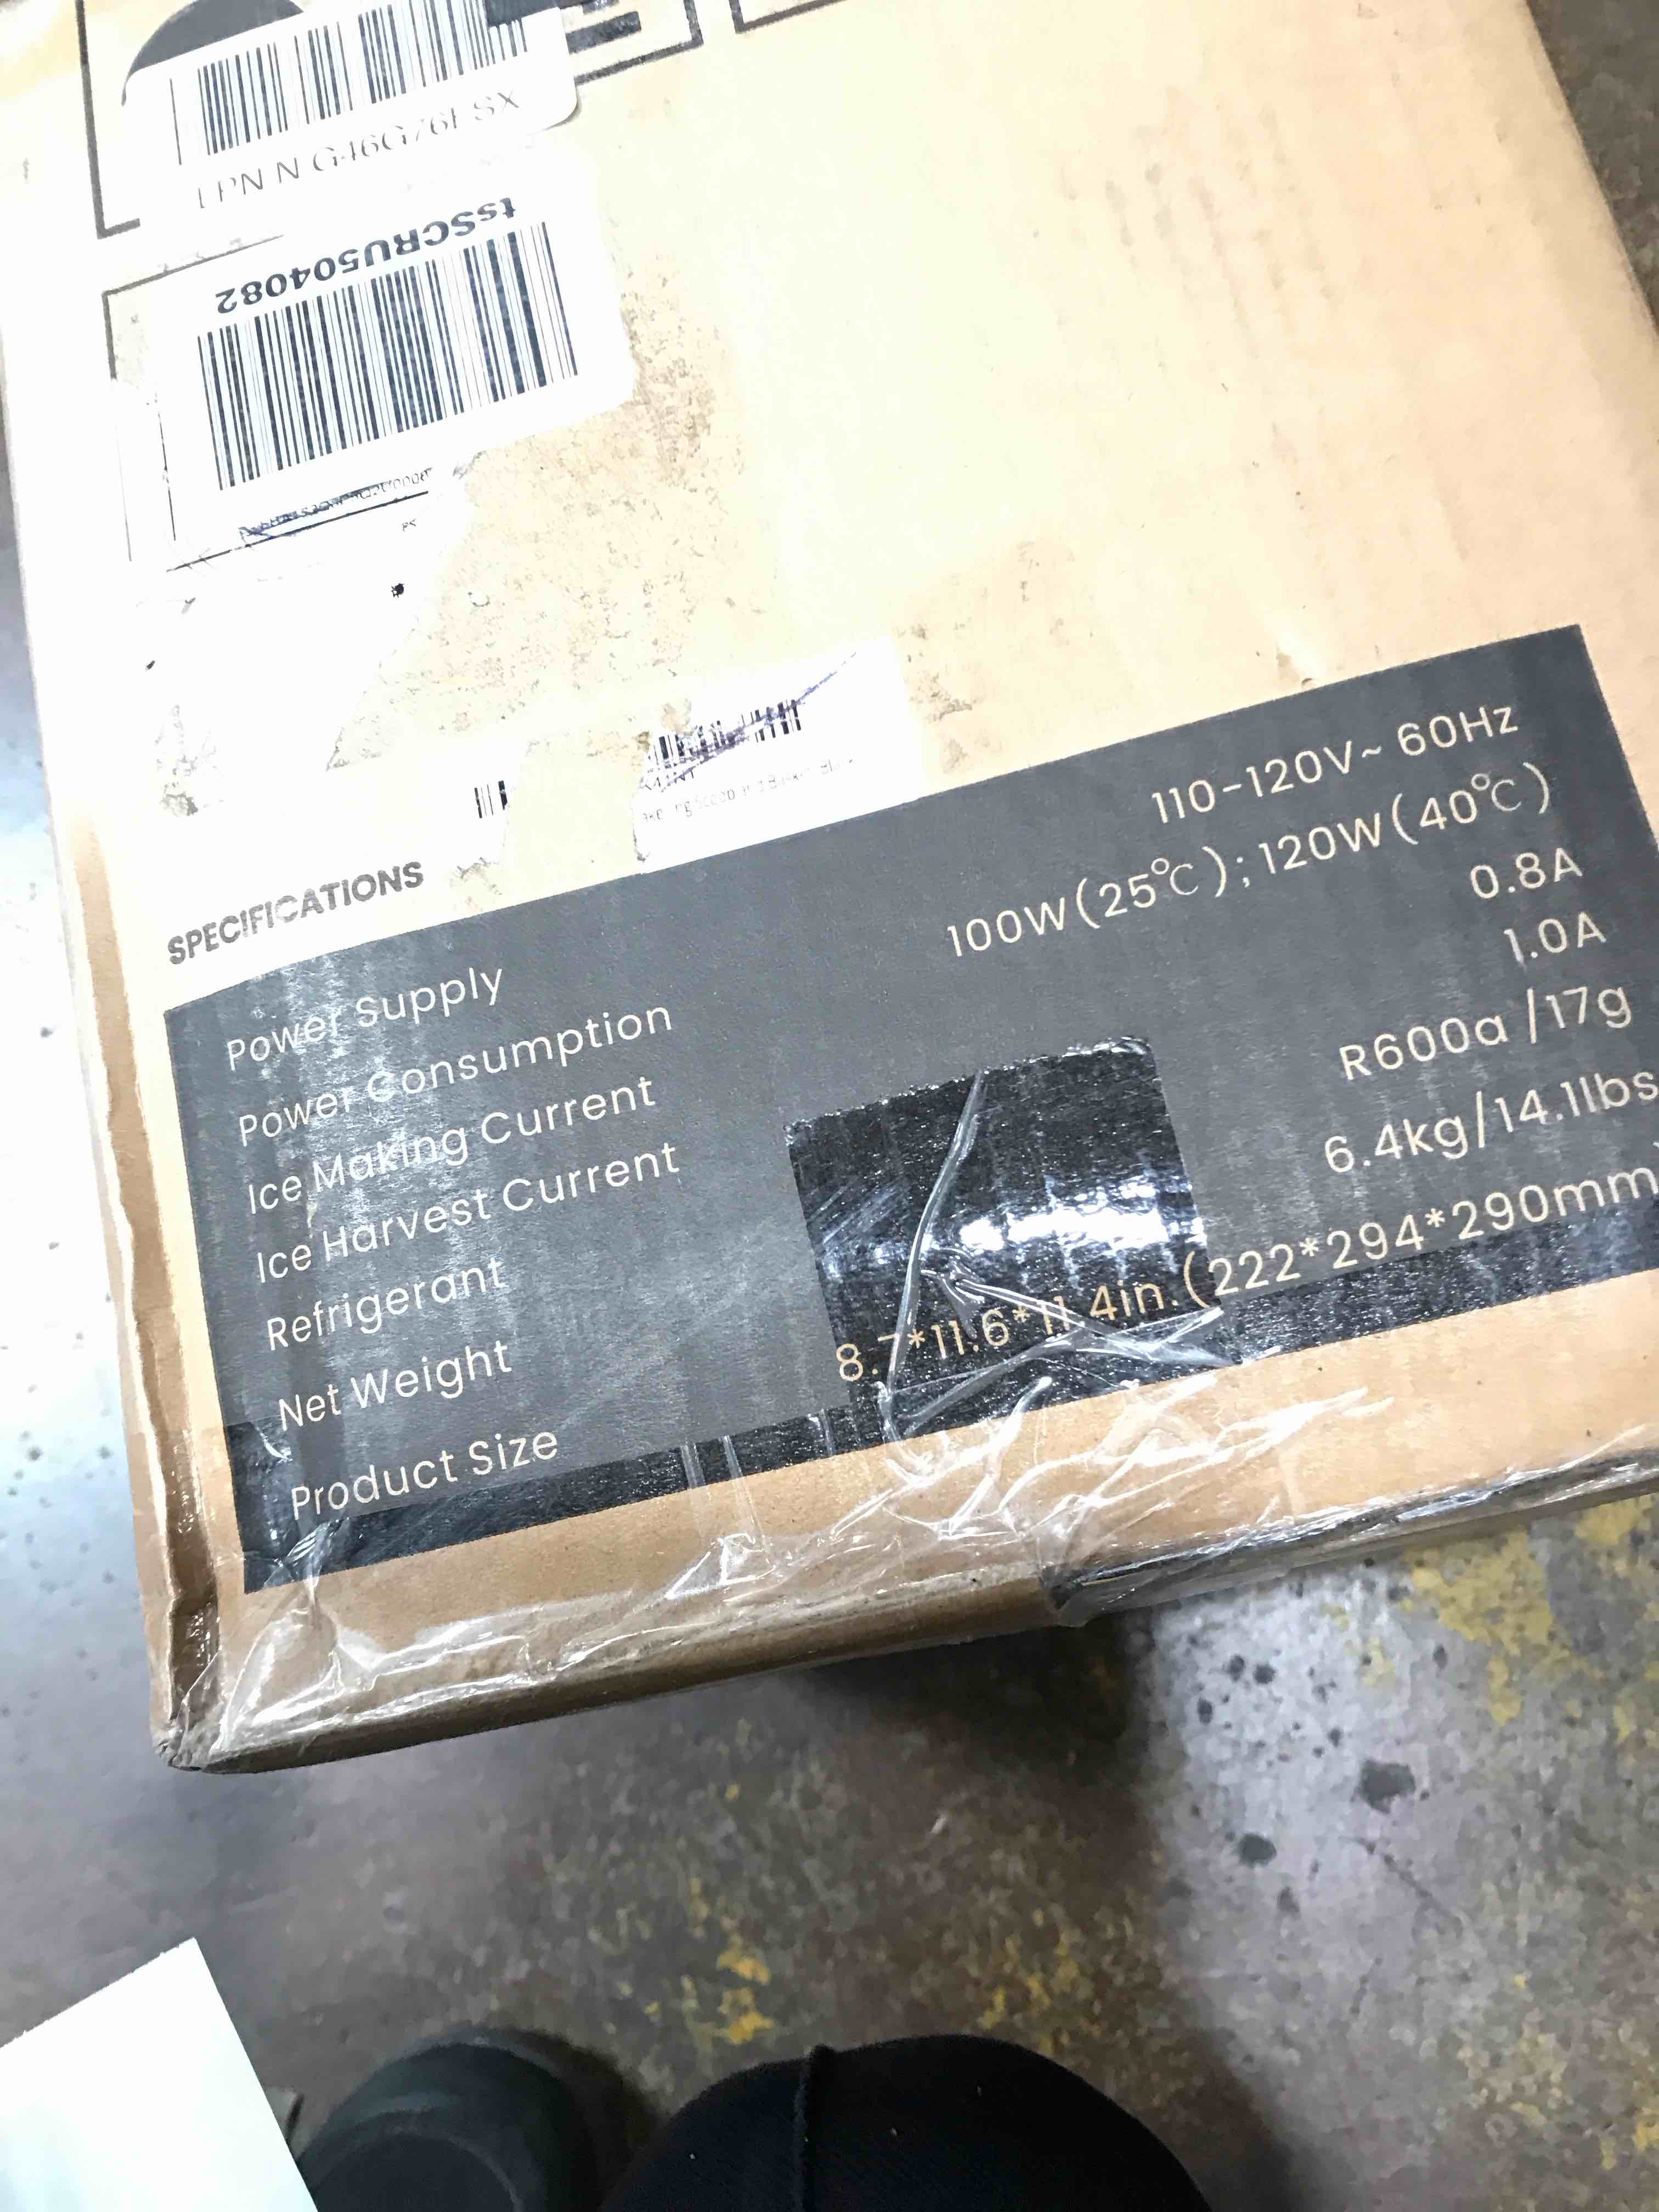 tsSCRU504082
SPECIFICATIONS
Power Supply 110-120V~ 60Hz
Power Consumption 100W(25℃);120W(40℃)
Ice Making Current 0.8A
Ice Harvest Current 1.0A
Refrigerant R600a /17g
Net Weight 6.4kg/14.1lbs
Product Size 8.7*11.6*11.4in.(222*294*290mm)